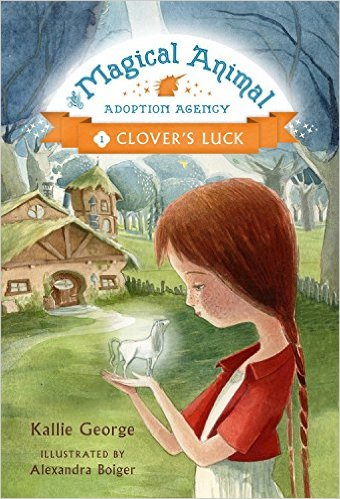 The Magical Animal
ADOPTION AGENCY
1 CLOVER'S LUCK
Kallie George
ILLUSTRATED BY
Alexandra Boiger